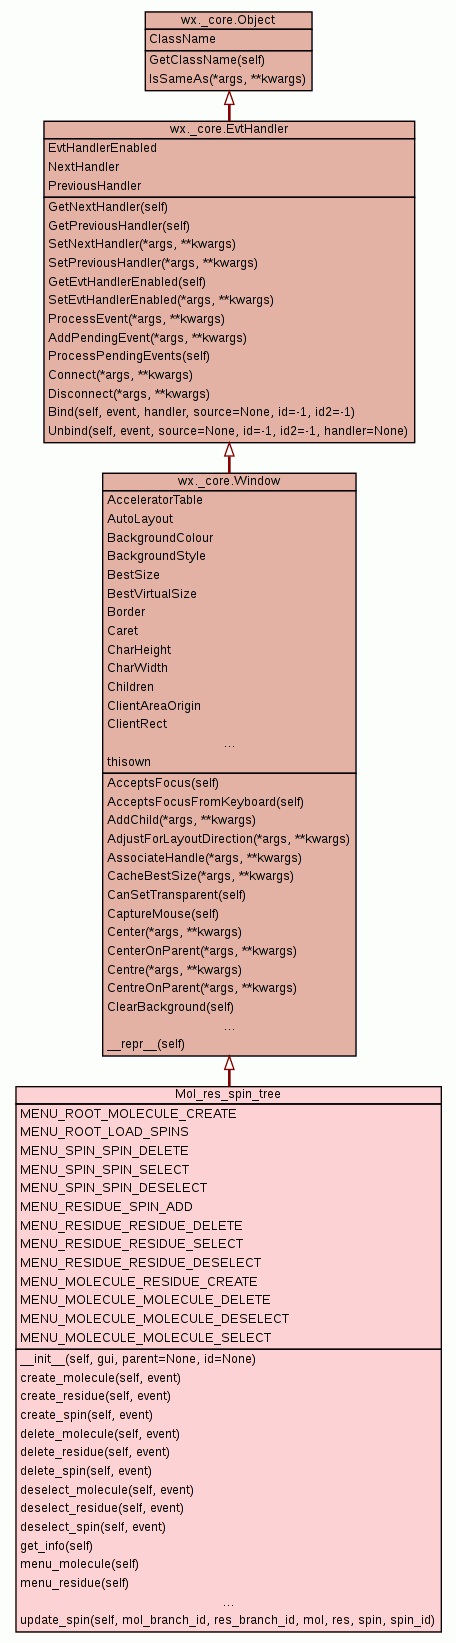 wx._core.Object
ClassName
GetClassName(self)
IsSameAs(*args, **kwargs)
wx._core.EvtHandler
EvtHandlerEnabled
NextHandler
PreviousHandler
GetNextHandler(self)
GetPreviousHandler(self)
SetNextHandler(*args, **kwargs)
SetPreviousHandler(*args, **kwargs)
GetEvtHandlerEnabled(self)
SetEvtHandlerEnabled(*args, **kwargs)
ProcessEvent(*args, **kwargs)
AddPendingEvent(*args, **kwargs)
ProcessPendingEvents(self)
Connect(*args, **kwargs)
Disconnect(*args, **kwargs)
Bind(self, event, handler, source=None, id=-1, id2=-1)
Unbind(self, event, source=None, id=-1, id2=-1, handler=None)
wx._core.Window
AcceleratorTable
AutoLayout
BackgroundColour
BackgroundStyle
BestSize
BestVirtualSize
Border
Caret
CharHeight
CharWidth
Children
ClientAreaOrigin
ClientRect
...
thisown
AcceptsFocus(self)
AcceptsFocusFromKeyboard(self)
AddChild(*args, **kwargs)
AdjustForLayoutDirection(*args, **kwargs)
AssociateHandle(*args, **kwargs)
CacheBestSize(*args, **kwargs)
CanSetTransparent(self)
CaptureMouse(self)
Center(*args, **kwargs)
CenterOnParent(*args, **kwargs)
Centre(*args, **kwargs)
CentreOnParent(*args, **kwargs)
ClearBackground(self)
...
__repr__(self)
Mol_res_spin_tree
MENU_ROOT_MOLECULE_CREATE
MENU_ROOT_LOAD_SPINS
MENU_SPIN_SPIN_DELETE
MENU_SPIN_SPIN_SELECT
MENU_SPIN_SPIN_DESELECT
MENU_RESIDUE_SPIN_ADD
MENU_RESIDUE_RESIDUE_DELETE
MENU_RESIDUE_RESIDUE_SELECT
MENU_RESIDUE_RESIDUE_DESELECT
MENU_MOLECULE_RESIDUE_CREATE
MENU_MOLECULE_MOLECULE_DELETE
MENU_MOLECULE_MOLECULE_DESELECT
MENU_MOLECULE_MOLECULE_SELECT
__init__(self, gui, parent=None, id=None)
create_molecule(self, event)
create_residue(self, event)
create_spin(self, event)
delete_molecule(self, event)
delete_residue(self, event)
delete_spin(self, event)
deselect_molecule(self, event)
deselect_residue(self, event)
deselect_spin(self, event)
get_info(self)
menu_molecule(self)
menu_residue(self)
...
update_spin(self, mol_branch_id, res_branch_id, mol, res, spin, spin_id)